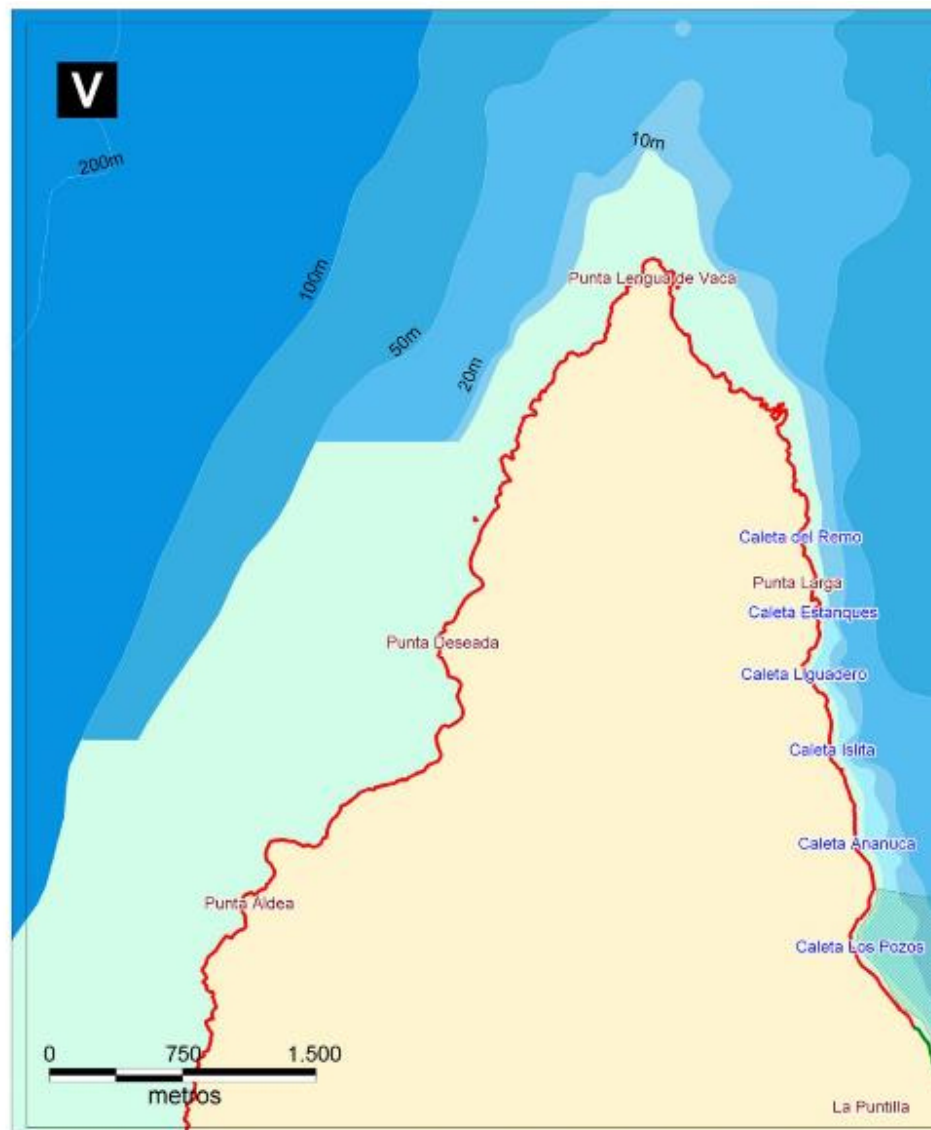 V
200m
10m
100m
Punta Lengua de Vaca
50m
20m
Caleta del Remo
Punta Larga
Caleta Estanques
Punta Deseada
Caleta Liguadero
Caleta Islita
Caleta Ananuca
Punta Aldea
Caleta Los Pozos
0 750 1.500
metros
La Puntilla